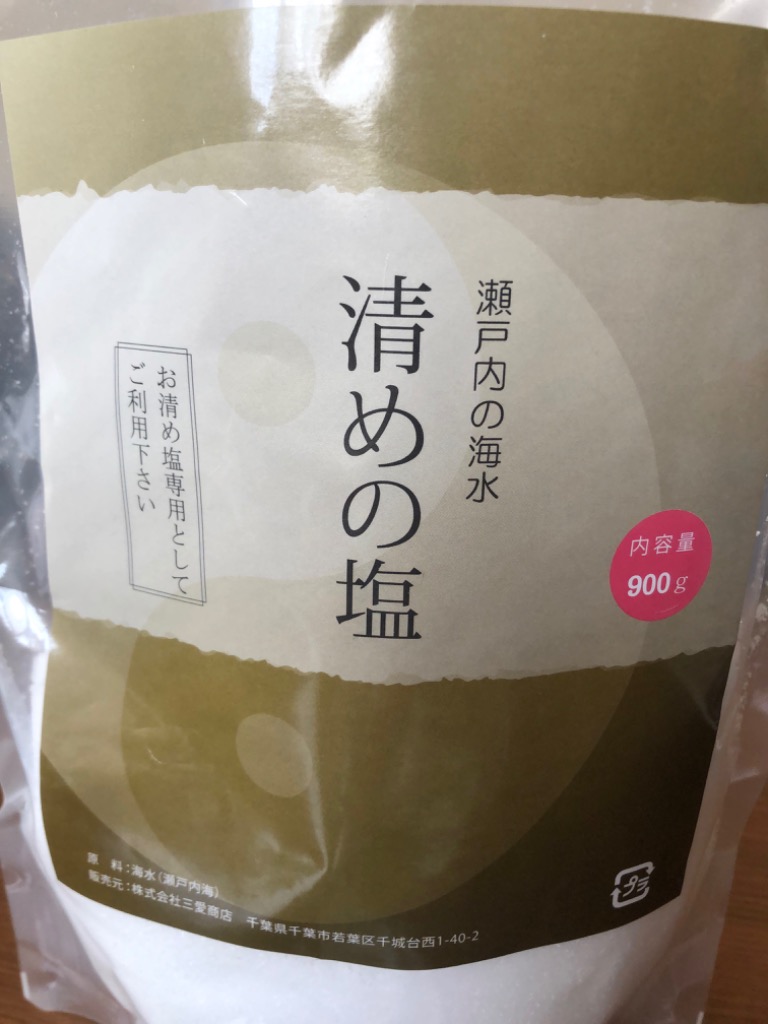 瀬戸内の海水
清めの塩
お清め塩専用として
ご利用下さい
内容量
900g
原　料：海水（瀬戸内海）
販売元：株式会社三愛商店　千葉県千葉市若葉区千城台西1-40-2
プラ